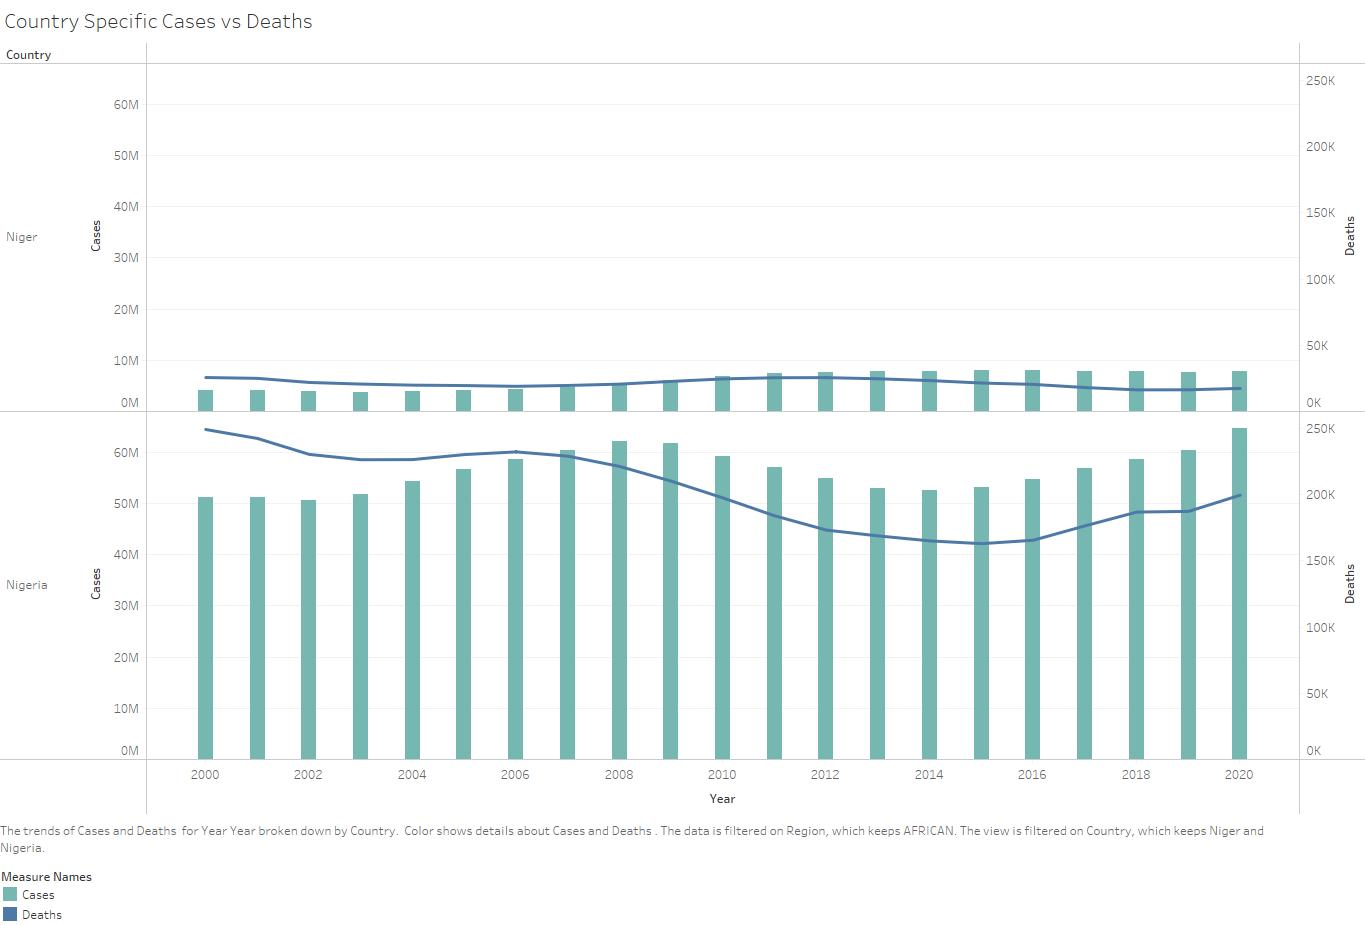 Country Specific Cases vs Deaths
Country
Niger
Cases
60M
50M
40M
30M
20M
10M
0M
250K
200K
150K
100K
50K
0K
Deaths
Nigeria
Cases
60M
50M
40M
30M
20M
10M
0M
250K
200K
150K
100K
50K
0K
Deaths
2000 2002 2004 2006 2008 2010 2012 2014 2016 2018 2020
Year
The trends of Cases and Deaths  for Year Year broken down by Country.  Color shows details about Cases and Deaths . The data is filtered on Region, which keeps AFRICAN. The view is filtered on Country, which keeps Niger and
Nigeria.
Measure Names
Cases
Deaths